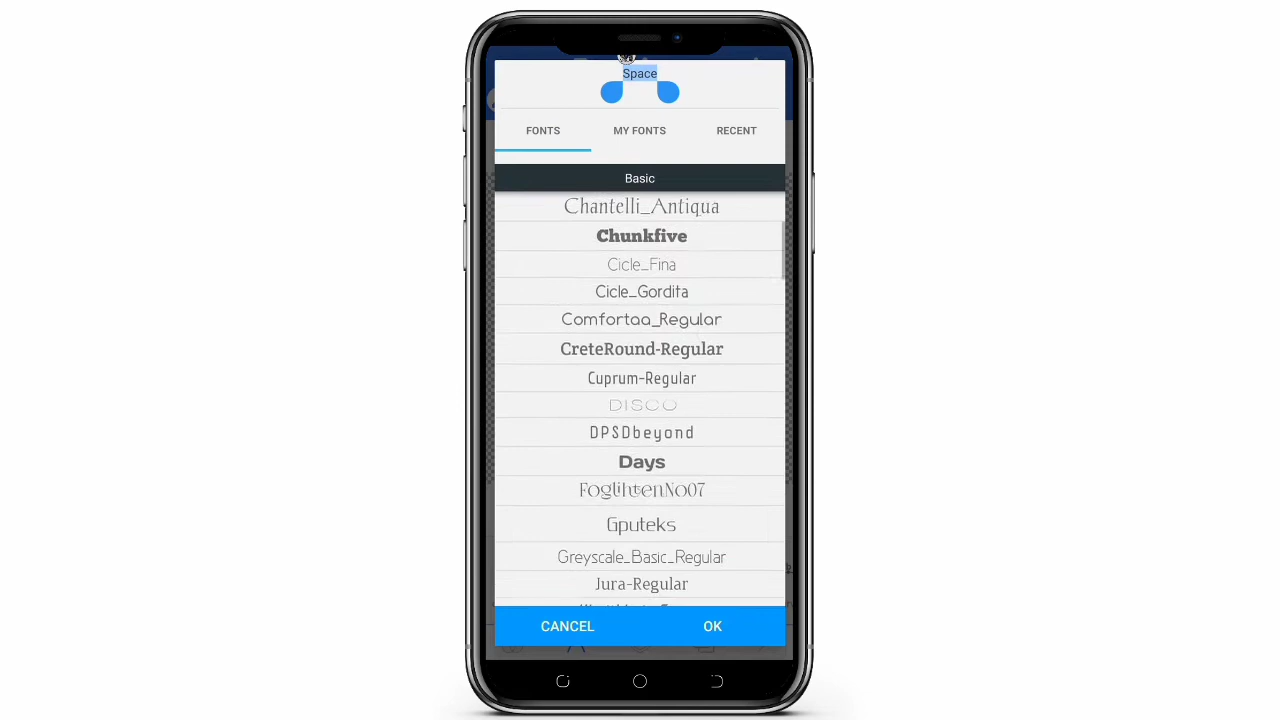 Space
FONTS MY FONTS RECENT
Basic
Chantelli_Antiqua
Chunkfive
Cicle_Fina
Cicle_Gordita
Comfortaa_Regular
CreteRound-Regular
Cuprum-Regular
DISCO
DPSDbeyond
Days
FoglihtenNo07
Gputeks
Greyscale_Basic_Regular
Jura-Regular
CANCEL OK